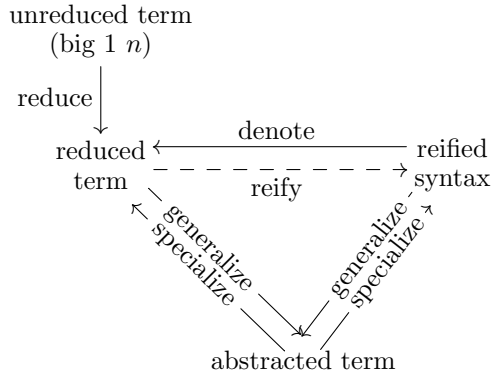 unreduced term
(big 1 n)
reduce
denote
reduced
term
reified
syntax
reify
generalize
specialize
generalize
specialize
abstracted term